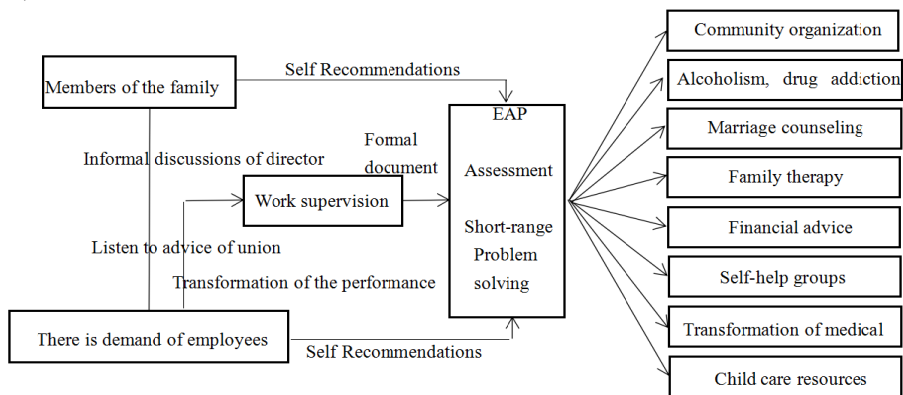 Community organization
Self Recommendations
Members of the family
Alcoholism, drug addiction
EAP
Marriage counseling
Formal
document
Informal discussions of director
Assessment
Family therapy
Work supervision
Short-range
Problem
solving
Financial advice
Listen to advice of union
Self-help groups
Transformation of the performance
There is demand of employees
Self Recommendations
Transformation of medical
Child care resources